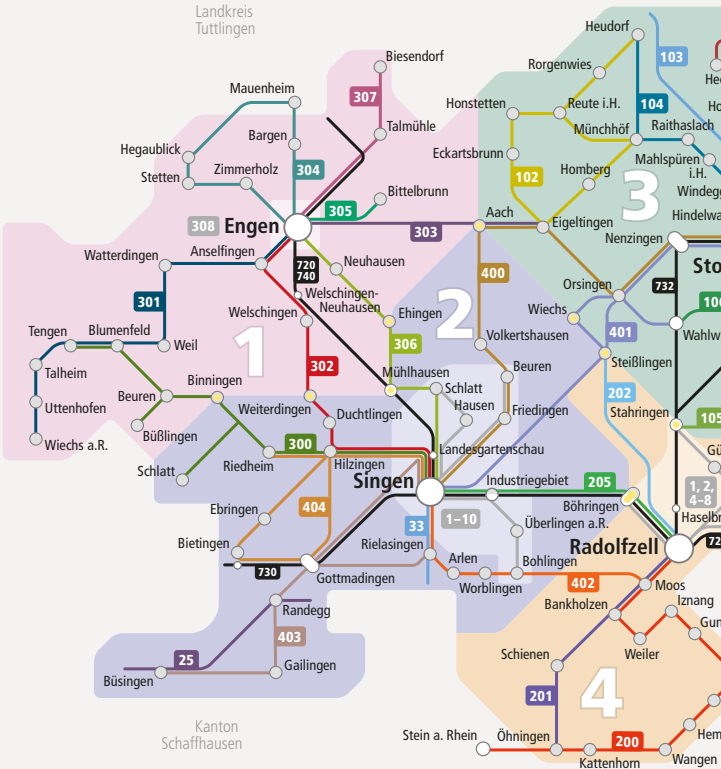 Landkreis
Tuttlingen
Heudorf
103
Biesendorf
Rorgenwies
307
Mauenheim
Honstetten
Reute i.H.
104
Talmühle
Bargen
Münchhöf
Raithaslach
Hegaublick
Eckartsbrunn
Mahlspüren
i.H.
Stetten
Zimmerholz
304
102
Homberg
3
Windegg
Bittelbrunn
305
308
Engen
303
Aach
Eigeltingen
Nenzingen
Watterdingen
Anselfingen
Neuhausen
720
740
400
Sto
Welschingen-
Neuhausen
Orsingen
732
301
Welschingen
Ehingen
2
Wiechs
401
Tengen
Blumenfeld
Weil
1
306
Volkertshausen
Steißlingen
Talheim
302
Mühlhausen
Beuren
Binningen
Schlatt
202
Uttenhofen
Beuren
Weiterdingen
Hausen
Friedingen
Stahringen
105
Wiechs a.R.
Büßlingen
Duchtlingen
300
Landesgartenschau
Schlatt
Riedheim
Hilzingen
Singen
Industriegebiet
205
1, 2,
4–8
Böhringen
404
33
1–10
Überlingen a.R.
Ebringen
Bietingen
Rielasingen
Radolfzell
730
Arlen
Bohlingen
Gottmadingen
Worblingen
402
Moos
Randegg
Bankholzen
Iznang
403
25
Schienen
Weiler
Büsingen
Gailingen
201
4
Kanton
Schaffhausen
Stein a. Rhein
Öhningen
200
Kattenhorn
Wangen